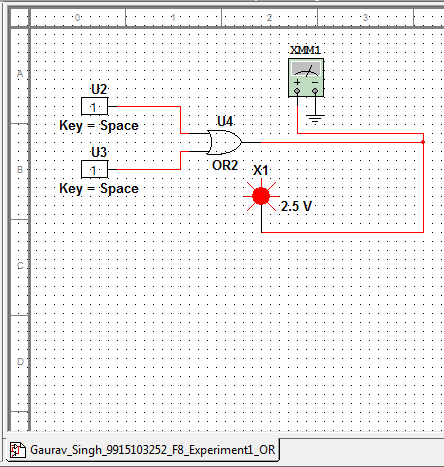 0 1 2 3
A
XMM1
U2
1
Key = Space
U4
B
U3
1
OR2
X1
Key = Space
2.5 V
C
D
Gaurav_Singh_9915103252_F8_Experiment1_OR